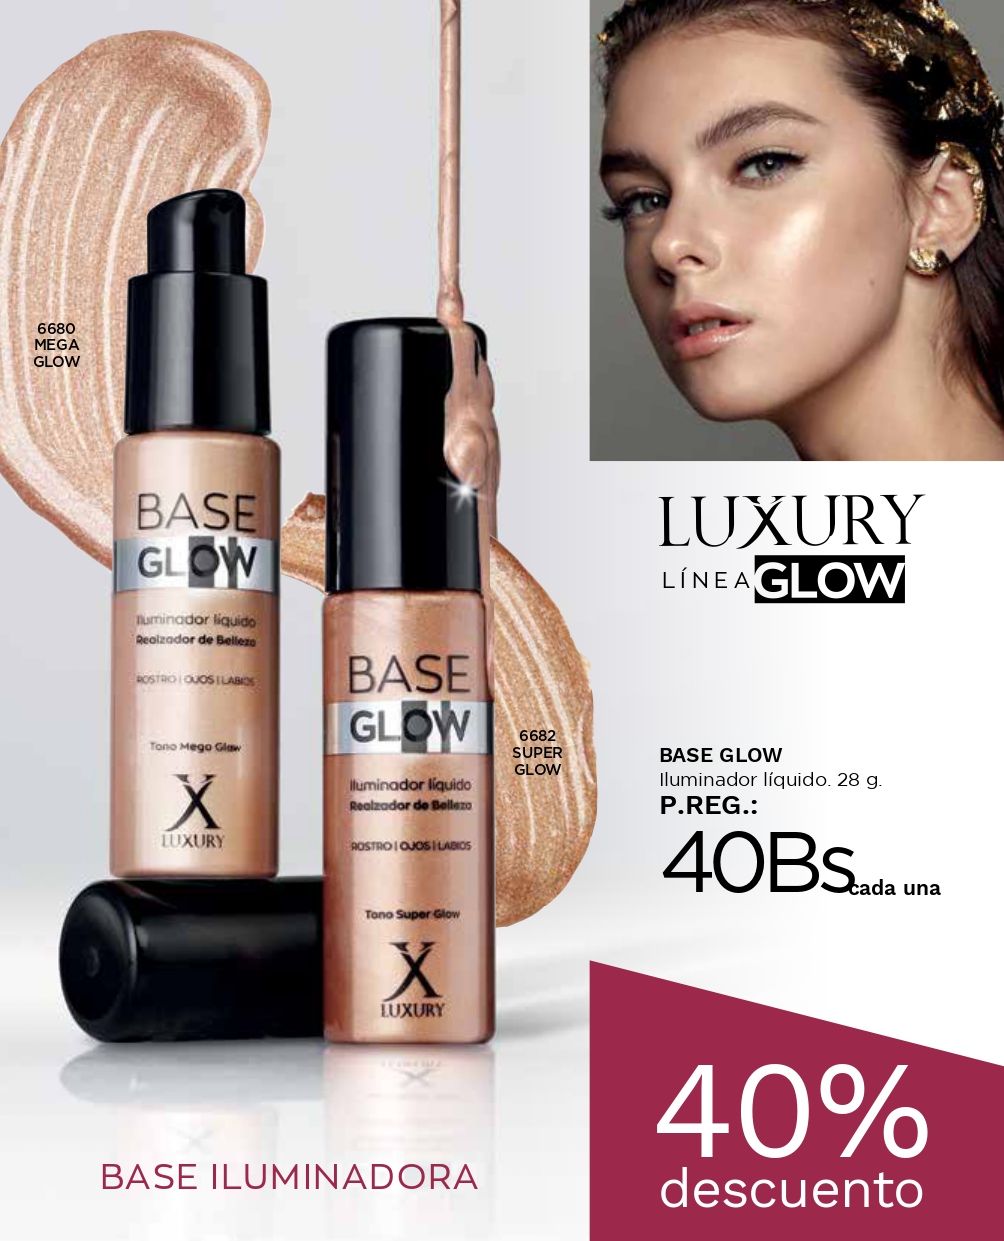 6680
MEGA
GLOW
BASE
GLOW
Iluminador líquido
Realzador de Belleza
ROSTRO | OJOS | LABIOS
Tono Mega Glow
X
LUXURY
BASE
GLOW
Iluminador líquido
Realzador de Belleza
ROSTRO | OJOS | LABIOS
Tono Super Glow
X
LUXURY
6682
SUPER
GLOW
BASE ILUMINADORA
LUXURY
LÍNEA GLOW
BASE GLOW
Iluminador líquido. 28 g.
P.REG.:
40Bs cada una
40%
descuento